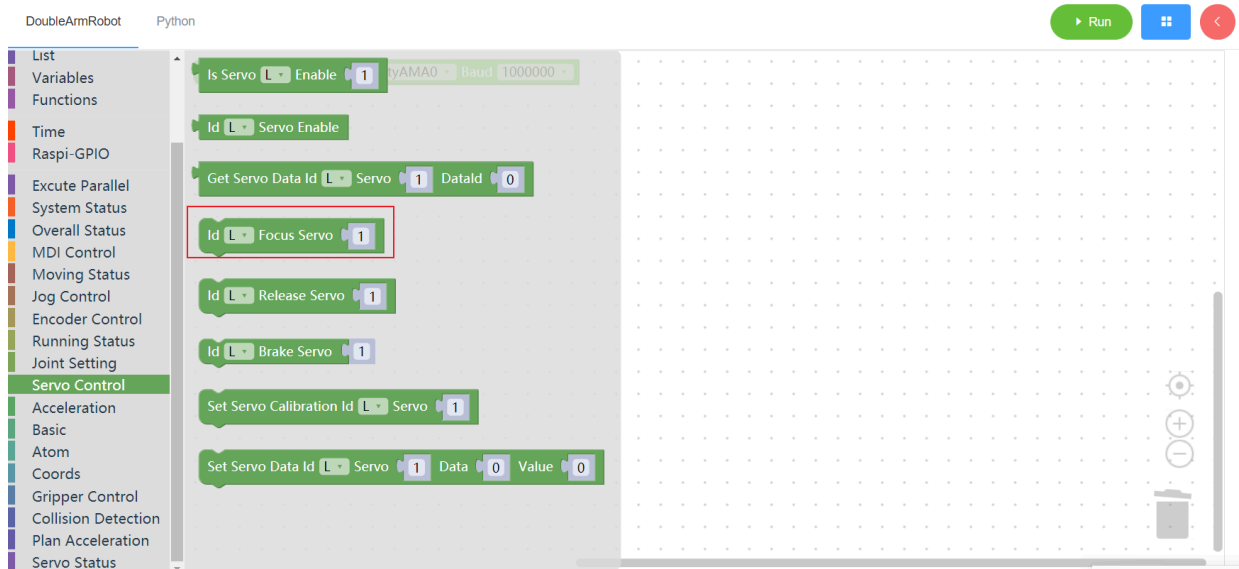 DoubleArmRobot Python Run
List
Variables
Functions
Time
Raspi-GPIO
Excute Parallel
System Status
Overall Status
MDI Control
Moving Status
Jog Control
Encoder Control
Running Status
Joint Setting
Servo Control
Acceleration
Basic
Atom
Coords
Gripper Control
Collision Detection
Plan Acceleration
Servo Status
Is Servo L Enable 1
tyAMA0 Baud 1000000
Id L Servo Enable
Get Servo Data Id L Servo 1 DataId 0
Id L Focus Servo 1
Id L Release Servo 1
Id L Brake Servo 1
Set Servo Calibration Id L Servo 1
Set Servo Data Id L Servo 1 Data 0 Value 0